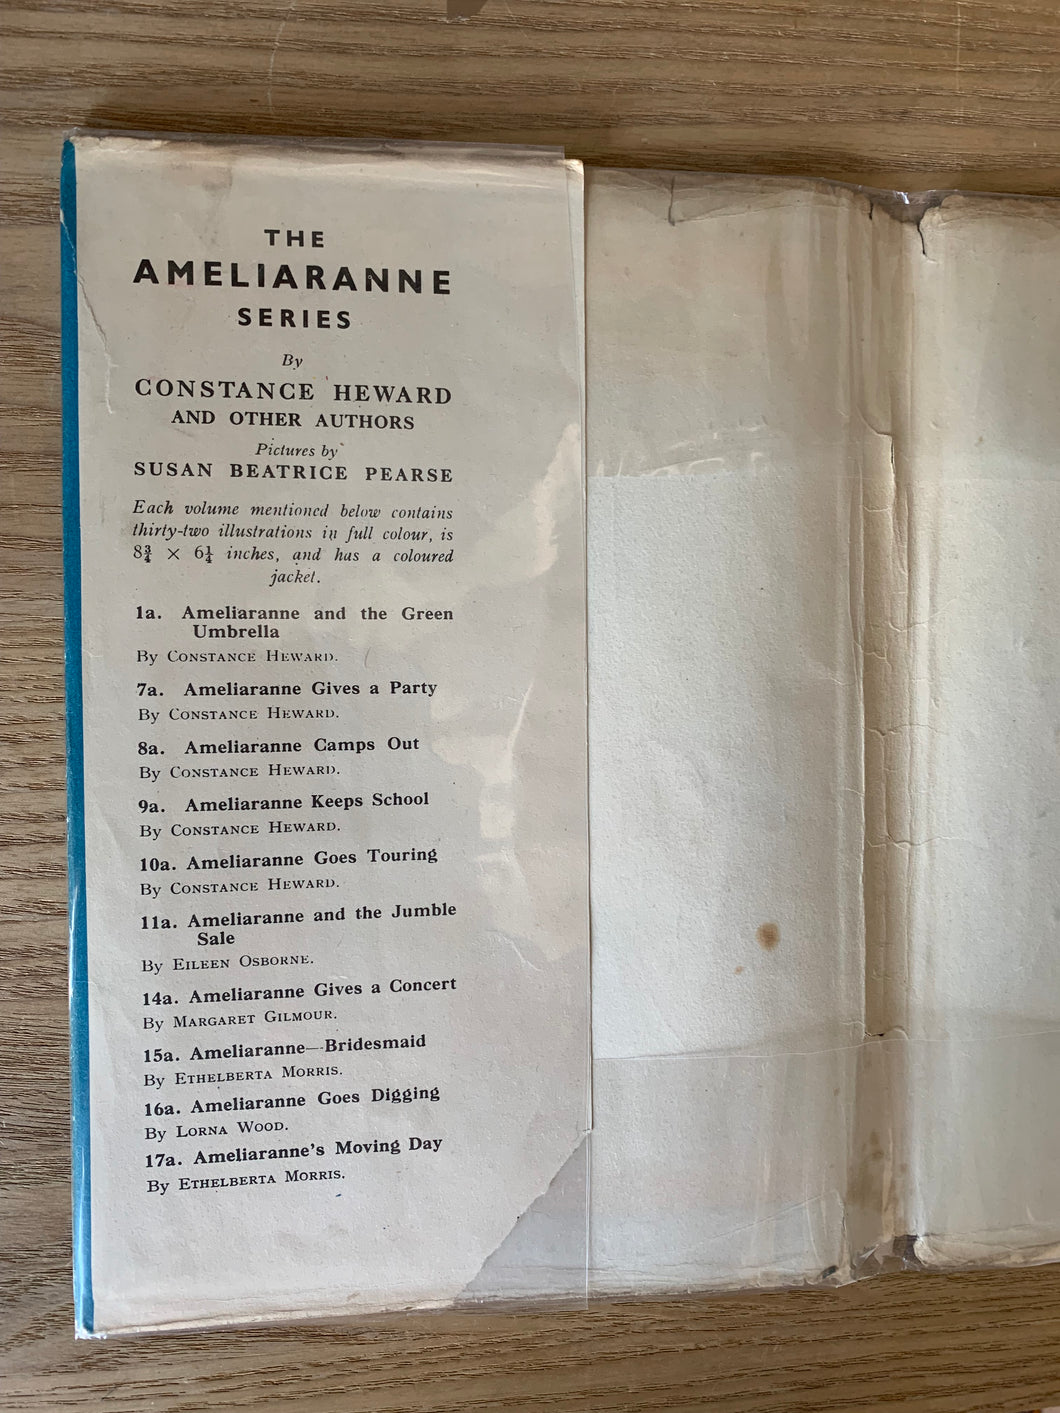 THE
AMELIARANNE
SERIES
By
CONSTANCE HEWARD
AND OTHER AUTHORS
Pictures by
SUSAN BEATRICE PEARSE
Each volume mentioned below contains
thirty-two illustrations in full colour, is
8¾ × 6¼ inches, and has a coloured
jacket.
1a. Ameliaranne and the Green
Umbrella
By CONSTANCE HEWARD.
7a. Ameliaranne Gives a Party
By CONSTANCE HEWARD.
8a. Ameliaranne Camps Out
By CONSTANCE HEWARD.
9a. Ameliaranne Keeps School
By CONSTANCE HEWARD.
10a. Ameliaranne Goes Touring
By CONSTANCE HEWARD.
11a. Ameliaranne and the Jumble
Sale
By EILEEN OSBORNE.
14a. Ameliaranne Gives a Concert
By MARGARET GILMOUR.
15a. Ameliaranne—Bridesmaid
By ETHELBERTA MORRIS.
16a. Ameliaranne Goes Digging
By LORNA WOOD.
17a. Ameliaranne's Moving Day
By ETHELBERTA MORRIS.